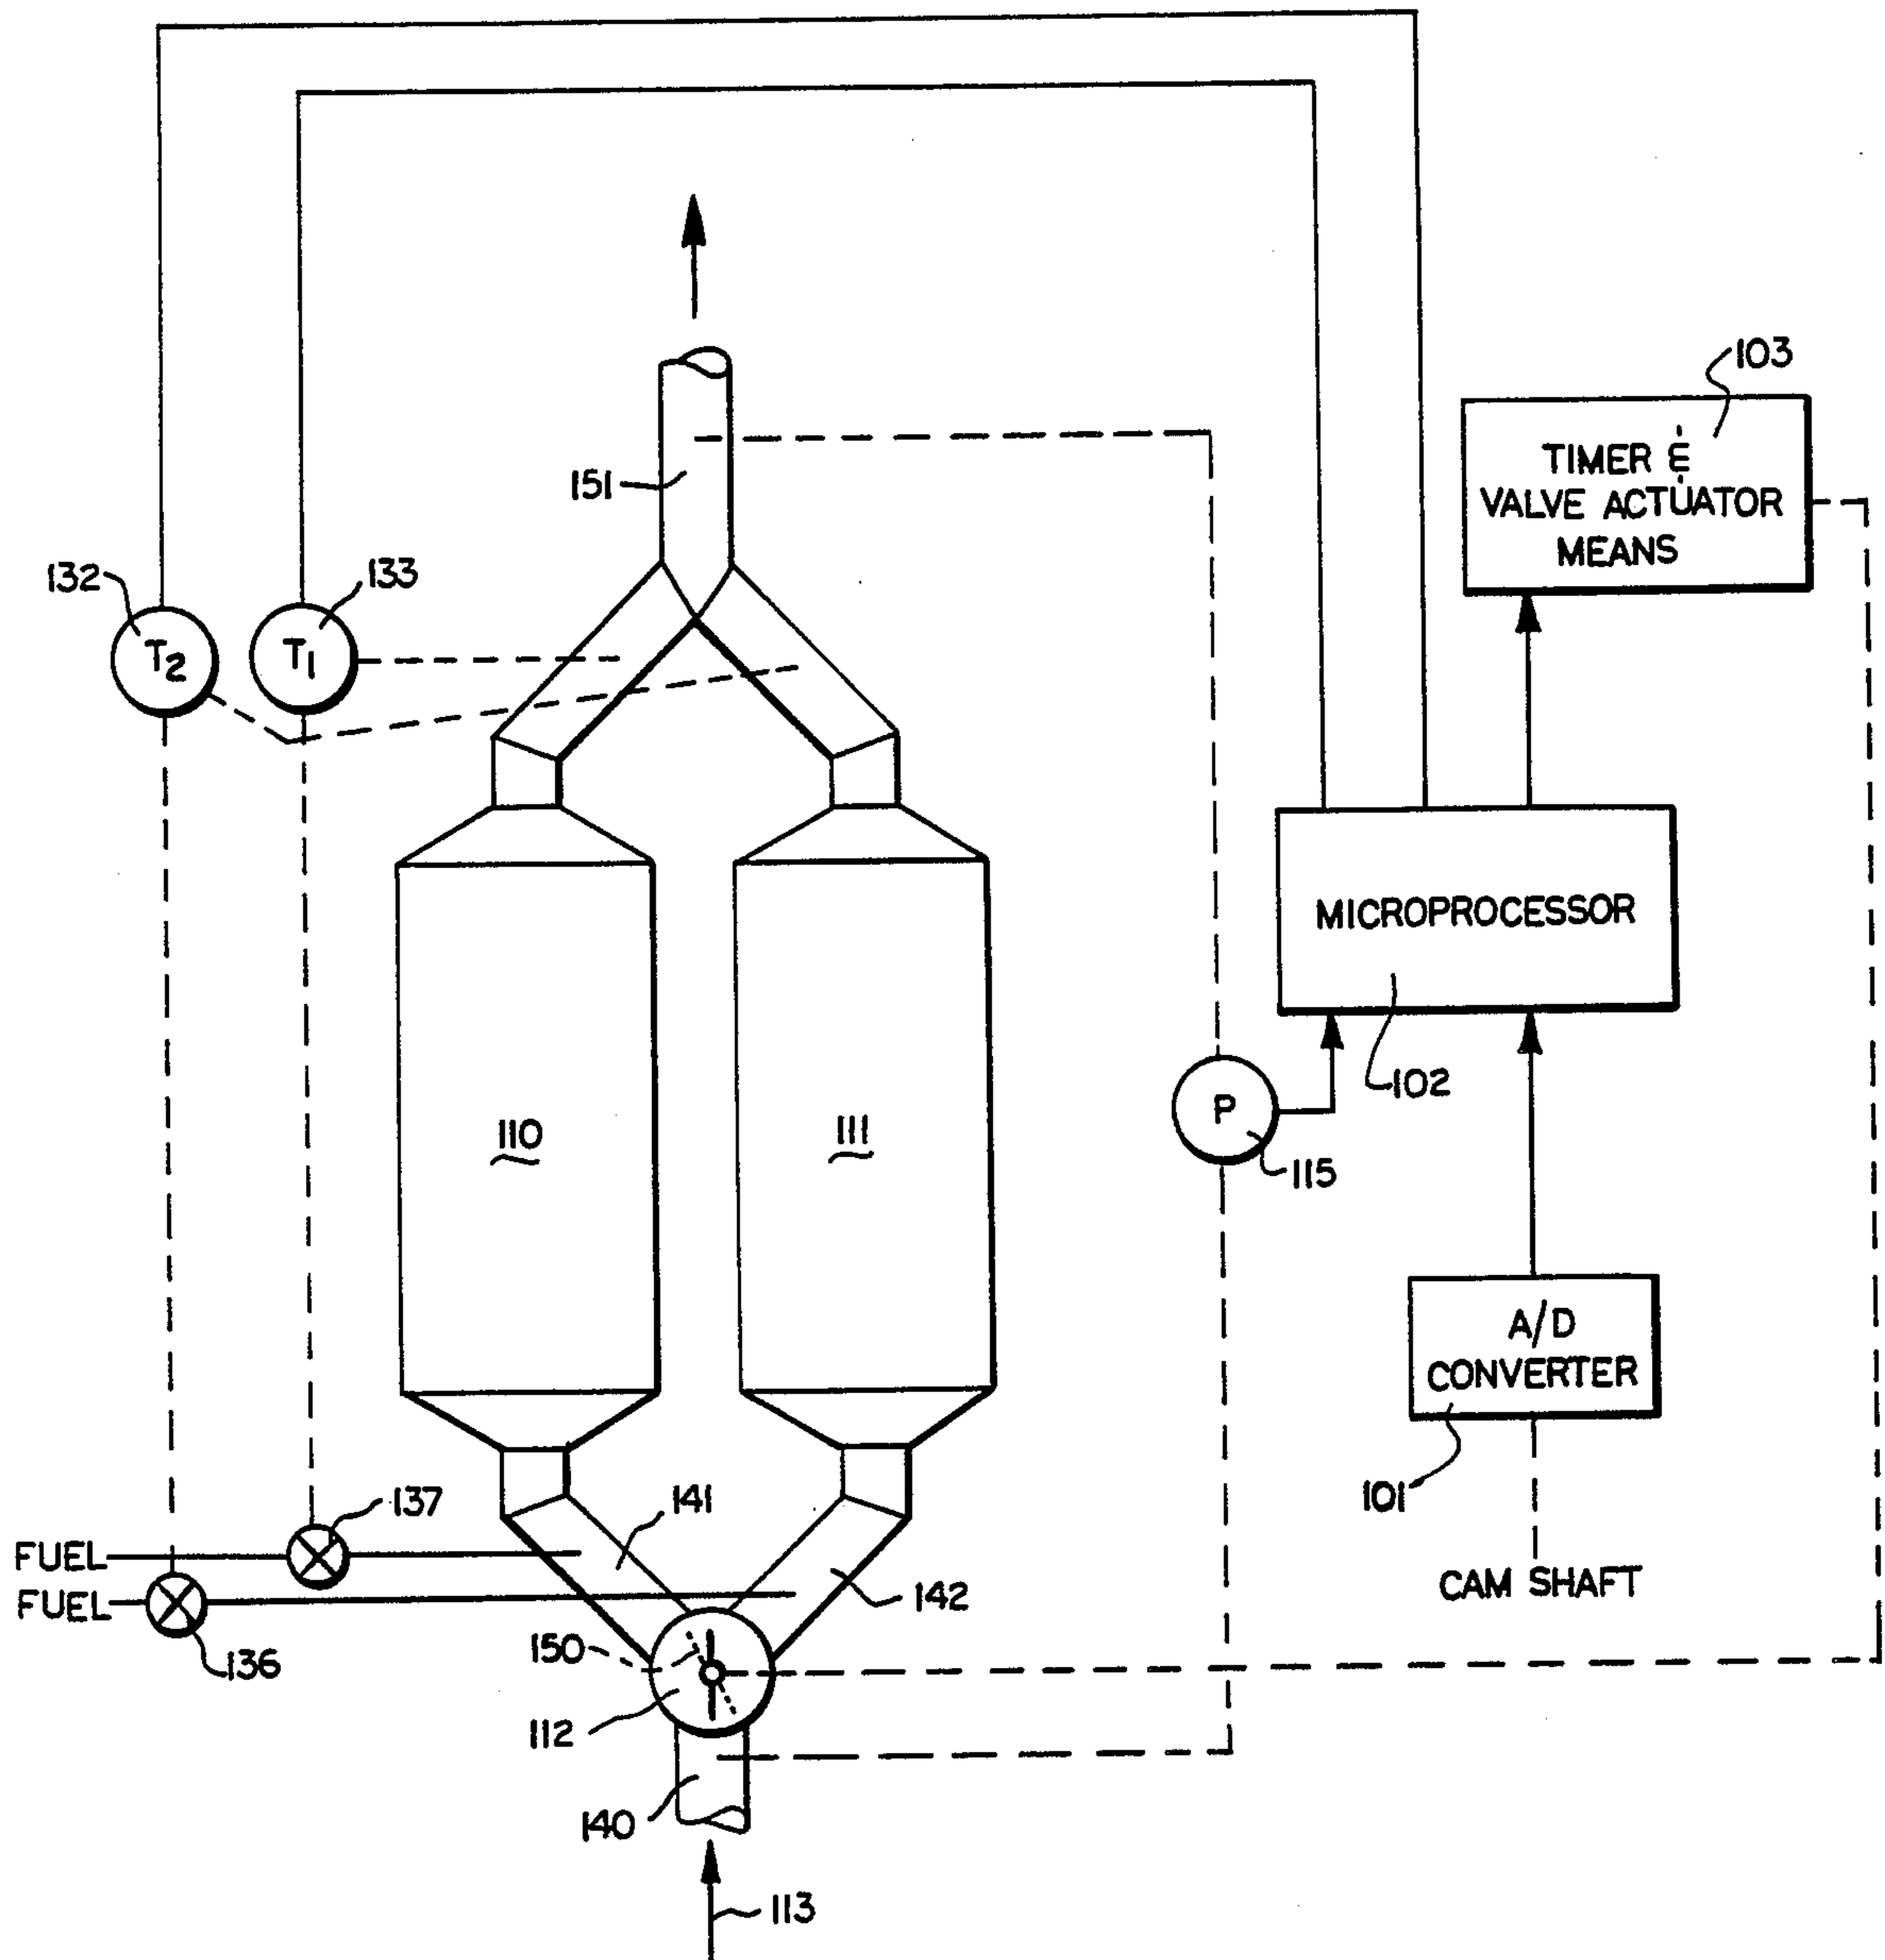 103
TIMER &
VALVE ACTUATOR
MEANS
151
132
133
T2
T1
MICROPROCESSOR
102
P
115
110
111
A/D
CONVERTER
101
CAM SHAFT
137
141
FUEL
FUEL
142
136
150
112
140
113